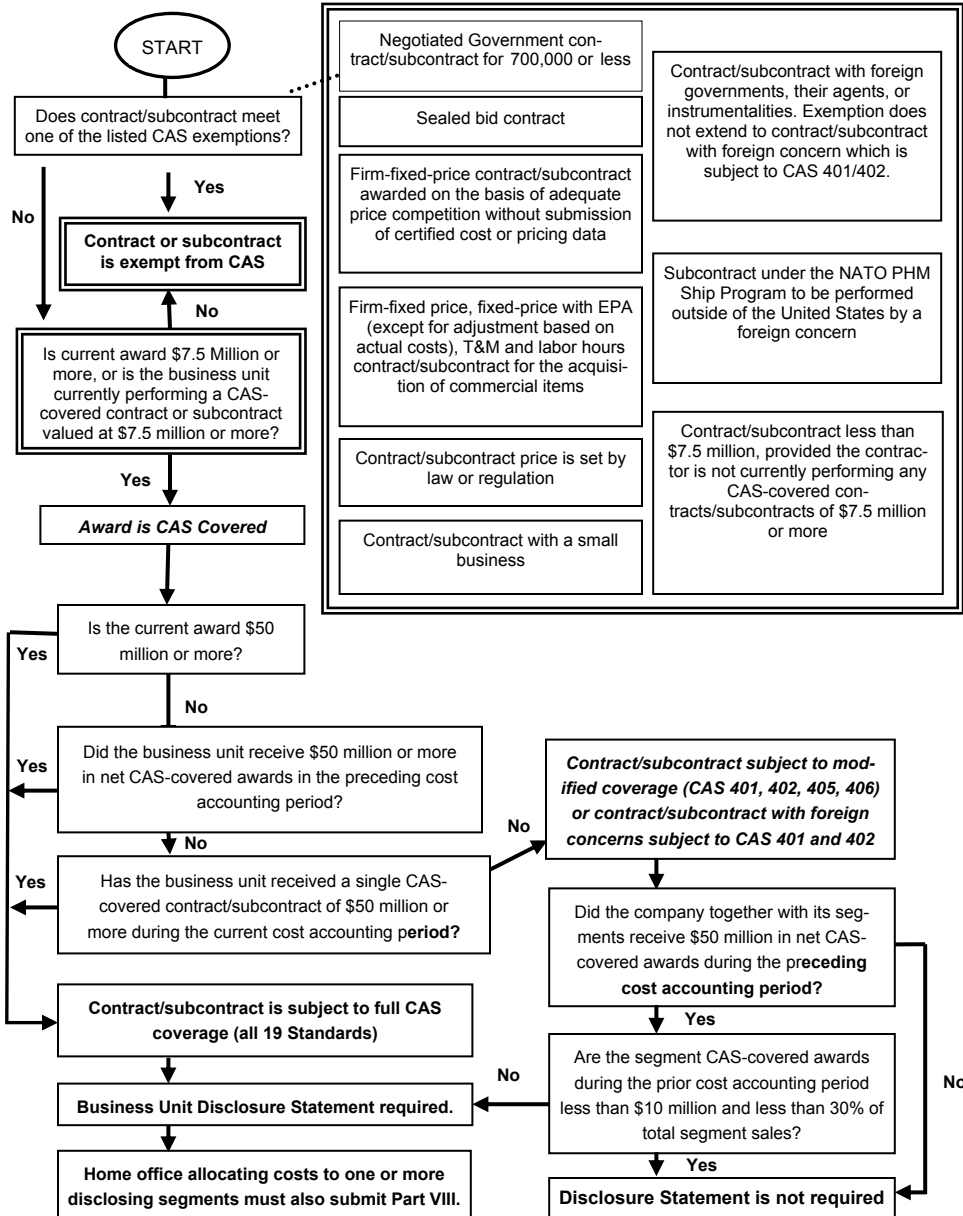 START
Does contract/subcontract meet
one of the listed CAS exemptions?
Yes
No
Contract or subcontract
is exempt from CAS
No
Is current award $7.5 Million or
more, or is the business unit
currently performing a CAS-
covered contract or subcontract
valued at $7.5 million or more?
Yes
Award is CAS Covered
Negotiated Government con-
tract/subcontract for 700,000 or less
Sealed bid contract
Firm-fixed-price contract/subcontract
awarded on the basis of adequate
price competition without submission
of certified cost or pricing data
Firm-fixed price, fixed-price with EPA
(except for adjustment based on
actual costs), T&M and labor hours
contract/subcontract for the acquisi-
tion of commercial items
Contract/subcontract price is set by
law or regulation
Contract/subcontract with a small
business
Contract/subcontract with foreign
governments, their agents, or
instrumentalities. Exemption does
not extend to contract/subcontract
with foreign concern which is
subject to CAS 401/402.
Subcontract under the NATO PHM
Ship Program to be performed
outside of the United States by a
foreign concern
Contract/subcontract less than
$7.5 million, provided the contrac-
tor is not currently performing any
CAS-covered con-
tracts/subcontracts of $7.5 million
or more
Is the current award $50
million or more?
Yes
No
Did the business unit receive $50 million or more
in net CAS-covered awards in the preceding cost
accounting period?
Yes
No
Has the business unit received a single CAS-
covered contract/subcontract of $50 million or
more during the current cost accounting period?
Yes
No
Contract/subcontract is subject to full CAS
coverage (all 19 Standards)
Business Unit Disclosure Statement required.
Home office allocating costs to one or more
disclosing segments must also submit Part VIII.
Contract/subcontract subject to mod-
ified coverage (CAS 401, 402, 405, 406)
or contract/subcontract with foreign
concerns subject to CAS 401 and 402
Did the company together with its seg-
ments receive $50 million in net CAS-
covered awards during the preceding
cost accounting period?
Yes
No
Are the segment CAS-covered awards
during the prior cost accounting period
less than $10 million and less than 30% of
total segment sales?
No
Yes
Disclosure Statement is not required